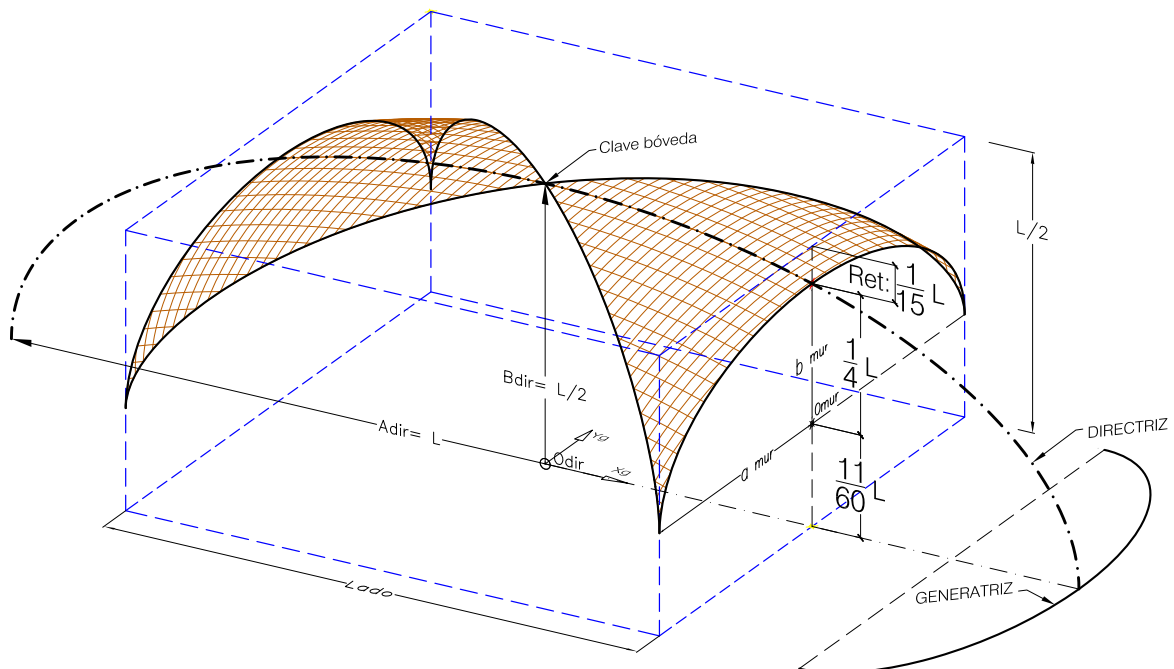 Clave bóveda
L/2
Ret: 1/15 L
b mur
1/4 L
Bdir= L/2
Omur
Adir= L
Yg
Odir
Xg
a mur
DIRECTRIZ
11/60 L
Lado
GENERATRIZ